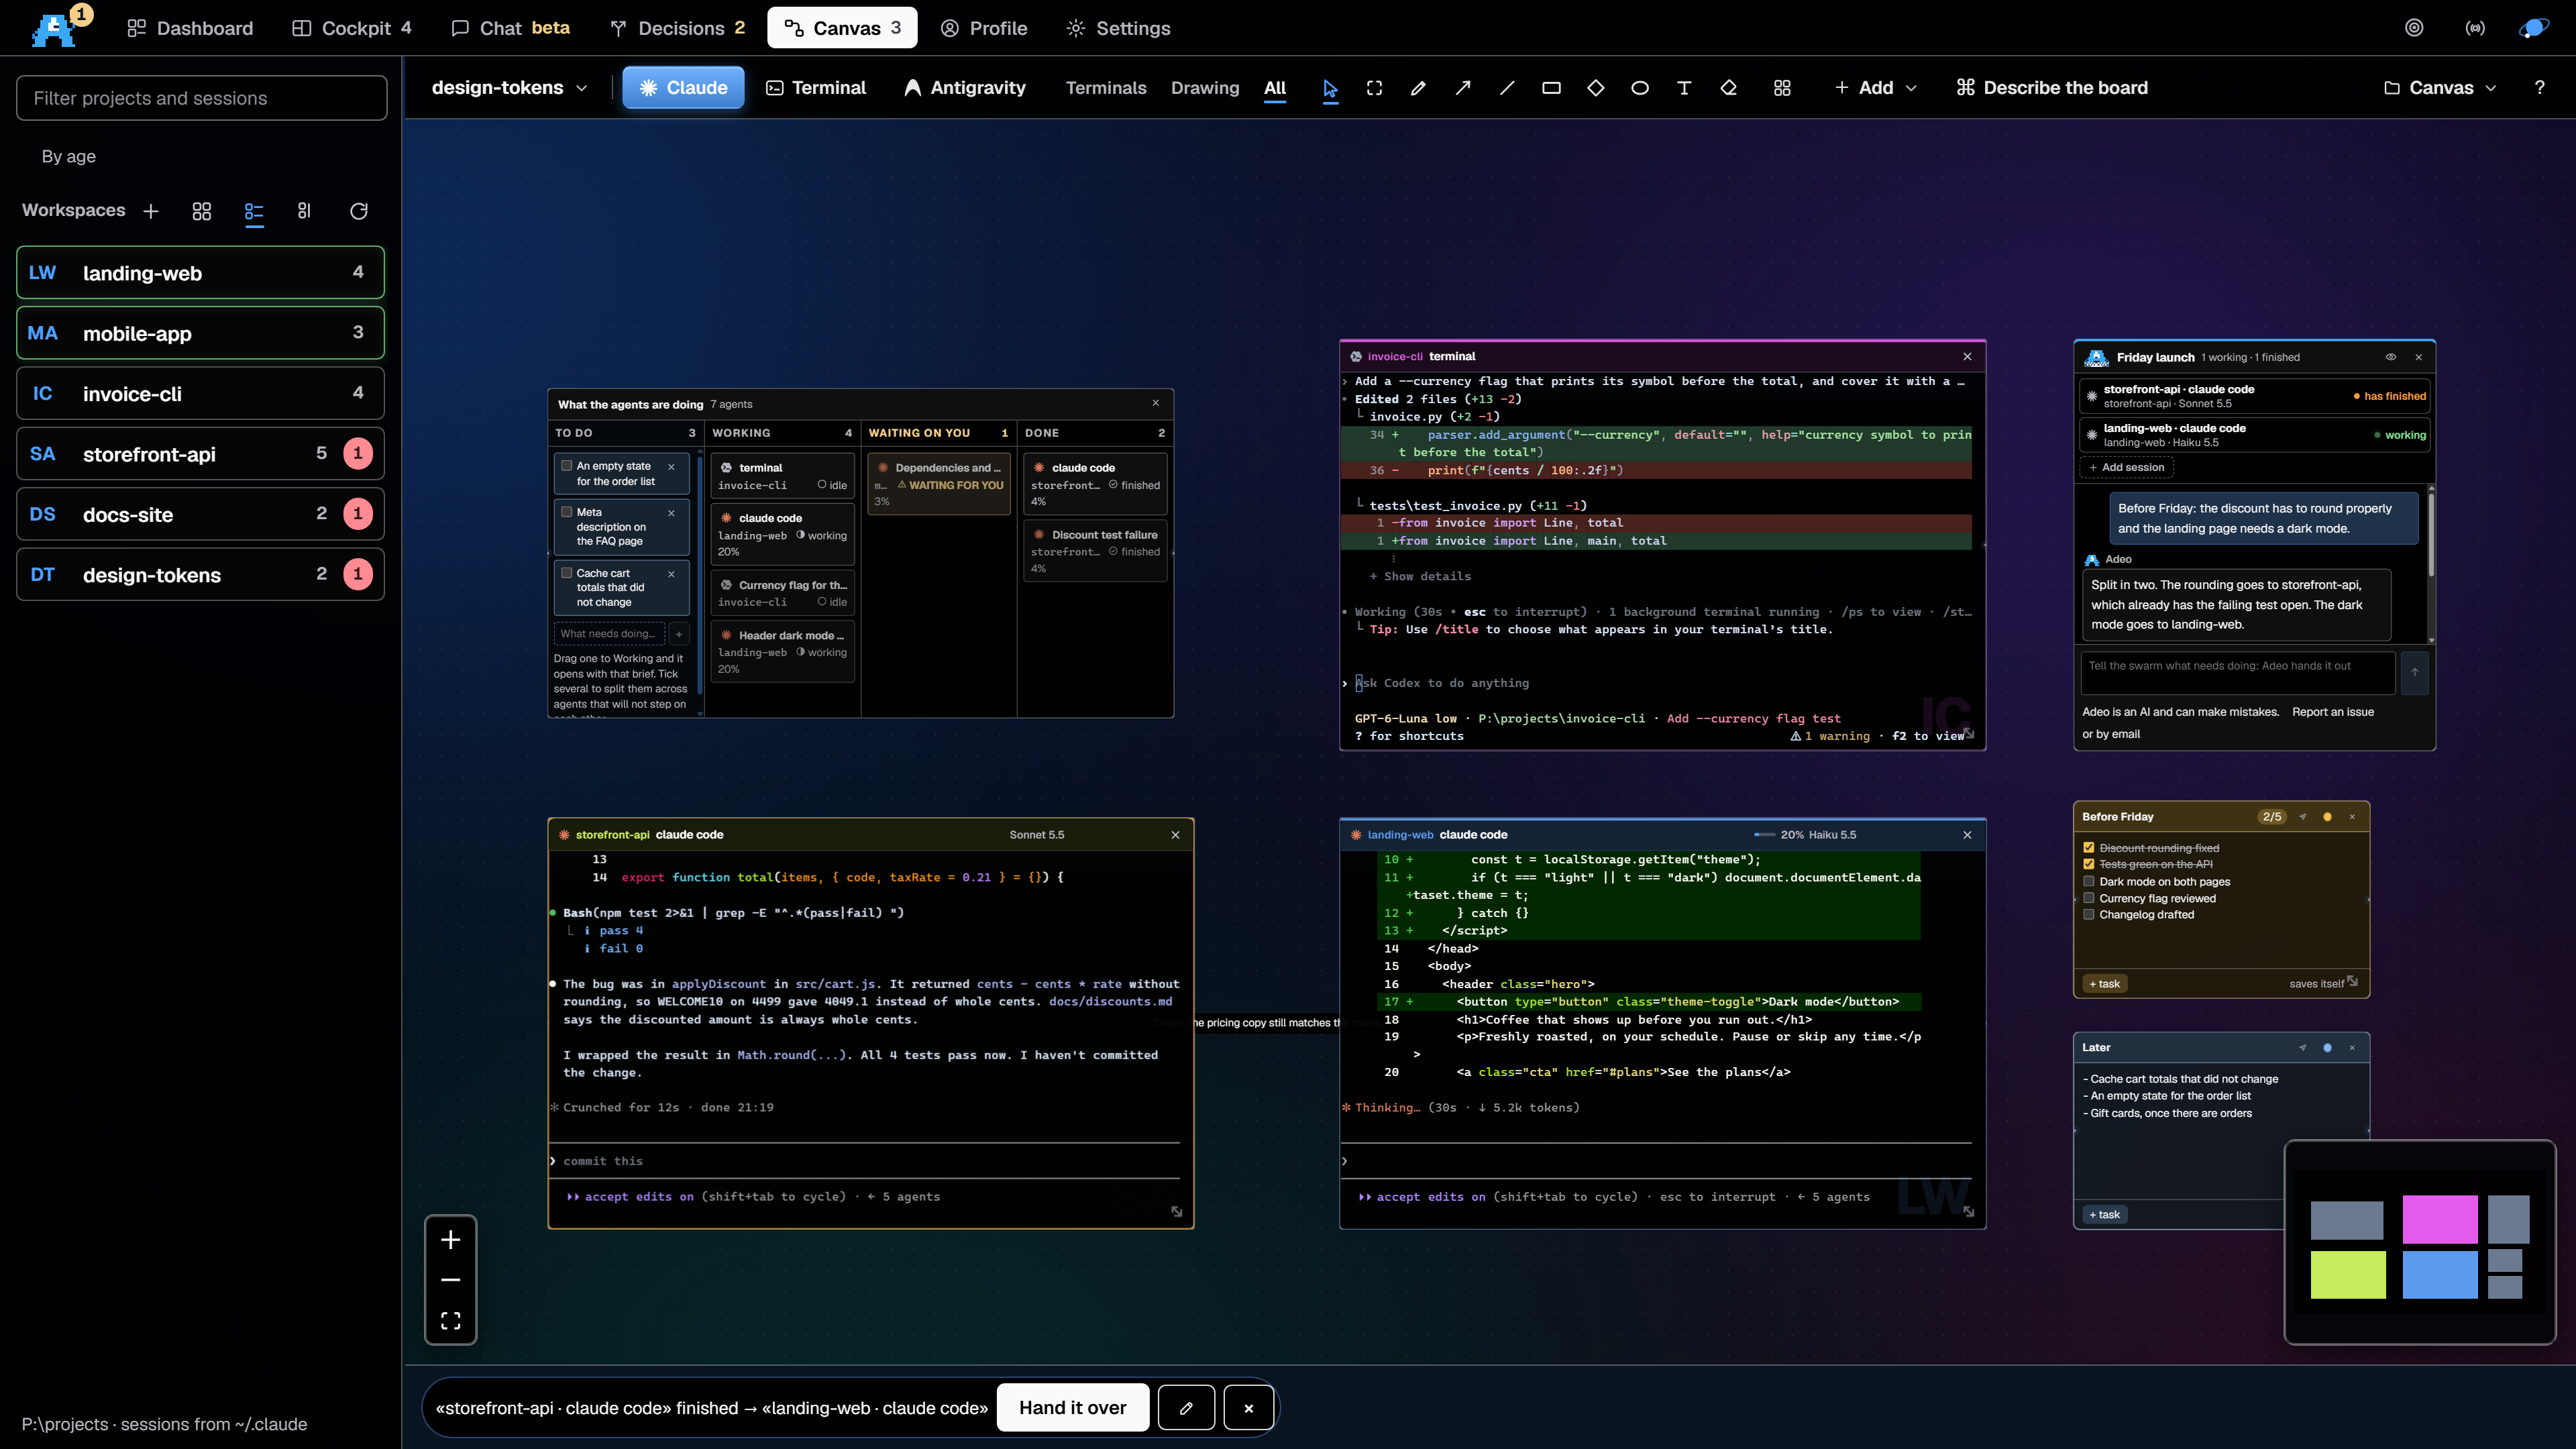 1
Dashboard
Cockpit 4
Chat beta
Decisions 2
Canvas 3
Profile
Settings
Filter projects and sessions
By age
Workspaces
LW landing-web 4
MA mobile-app 3
IC invoice-cli 4
SA storefront-api 5 1
DS docs-site 2 1
DT design-tokens 2 1
P:\projects · sessions from ~/.claude
design-tokens
Claude
Terminal
Antigravity
Terminals
Drawing
All
Add
Describe the board
Canvas
?
What the agents are doing 7 agents
TO DO 3
An empty state
for the order list
Meta
description on
the FAQ page
Cache cart
totals that did
not change
What needs doing...
+
Drag one to Working and it
opens with that brief. Tick
several to split them across
agents that will not step on
WORKING 4
terminal
invoice-cli idle
claude code
landing-web working
20%
Currency flag for th...
invoice-cli idle
Header dark mode ...
landing-web working
20%
WAITING ON YOU 1
Dependencies and ...
m... ⚠ WAITING FOR YOU
3%
DONE 2
claude code
storefront... finished
4%
Discount test failure
storefront... finished
4%
invoice-cli terminal
› Add a --currency flag that prints its symbol before the total, and cover it with a …
• Edited 2 files (+13 −2)
└ invoice.py (+2 −1)
34 + parser.add_argument("--currency", default="", help="currency symbol to prin
t before the total")
36 − print(f"{cents / 100:.2f}")
└ tests\test_invoice.py (+11 −1)
1 −from invoice import Line, total
1 +from invoice import Line, main, total
⋮
+ Show details
• Working (30s • esc to interrupt) · 1 background terminal running · /ps to view · /st…
└ Tip: Use /title to choose what appears in your terminal's title.
› Ask Codex to do anything
IC
GPT-6-Luna low · P:\projects\invoice-cli · Add --currency flag test
? for shortcuts ⚠ 1 warning · f2 to view
Friday launch 1 working · 1 finished
storefront-api · claude code
storefront-api · Sonnet 5.5
has finished
landing-web · claude code
landing-web · Haiku 5.5
working
+ Add session
Before Friday: the discount has to round properly
and the landing page needs a dark mode.
Adeo
Split in two. The rounding goes to storefront-api,
which already has the failing test open. The dark
mode goes to landing-web.
Tell the swarm what needs doing: Adeo hands it out
Adeo is an AI and can make mistakes. Report an issue
or by email
storefront-api claude code Sonnet 5.5
13
14 export function total(items, { code, taxRate = 0.21 } = {}) {
Bash(npm test 2>&1 | grep -E "^.*(pass|fail) ")
└ ℹ pass 4
ℹ fail 0
The bug was in applyDiscount in src/cart.js. It returned cents - cents * rate without
rounding, so WELCOME10 on 4499 gave 4049.1 instead of whole cents. docs/discounts.md
says the discounted amount is always whole cents.
I wrapped the result in Math.round(...). All 4 tests pass now. I haven't committed
the change.
✻ Crunched for 12s · done 21:19
❯ commit this
⏵⏵ accept edits on (shift+tab to cycle) · ← 5 agents
Check the pricing copy still matches the
landing-web claude code 20% Haiku 5.5
10 + const t = localStorage.getItem("theme");
11 + if (t === "light" || t === "dark") document.documentElement.da
+taset.theme = t;
12 + } catch {}
13 + </script>
14 </head>
15 <body>
16 <header class="hero">
17 + <button type="button" class="theme-toggle">Dark mode</button>
18 <h1>Coffee that shows up before you run out.</h1>
19 <p>Freshly roasted, on your schedule. Pause or skip any time.</p
>
20 <a class="cta" href="#plans">See the plans</a>
✻ Thinking… (30s · ↓ 5.2k tokens)
❯
⏵⏵ accept edits on (shift+tab to cycle) · esc to interrupt · ← 5 agents
LW
Before Friday 2/5
Discount rounding fixed
Tests green on the API
Dark mode on both pages
Currency flag reviewed
Changelog drafted
+ task saves itself
Later
- Cache cart totals that did not change
- An empty state for the order list
- Gift cards, once there are orders
+ task
«storefront-api · claude code» finished → «landing-web · claude code»
Hand it over